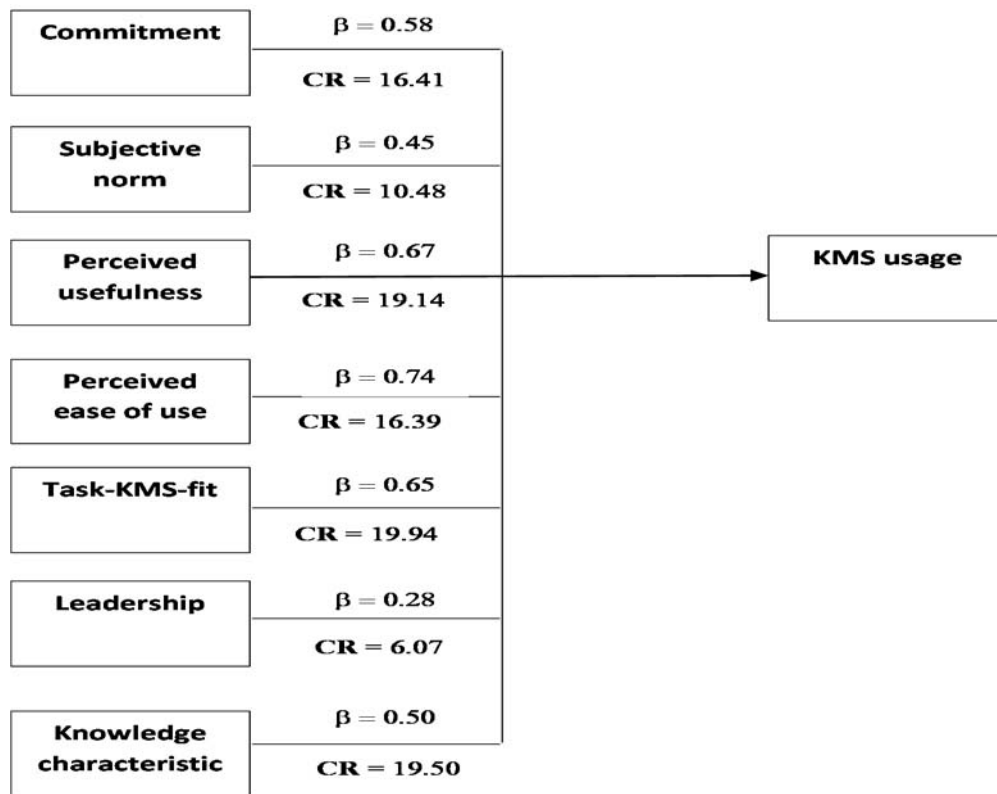 Commitment
β = 0.58
CR = 16.41
Subjective
norm
β = 0.45
CR = 10.48
Perceived
usefulness
β = 0.67
CR = 19.14
KMS usage
Perceived
ease of use
β = 0.74
CR = 16.39
Task-KMS-fit
β = 0.65
CR = 19.94
Leadership
β = 0.28
CR = 6.07
Knowledge
characteristic
β = 0.50
CR = 19.50